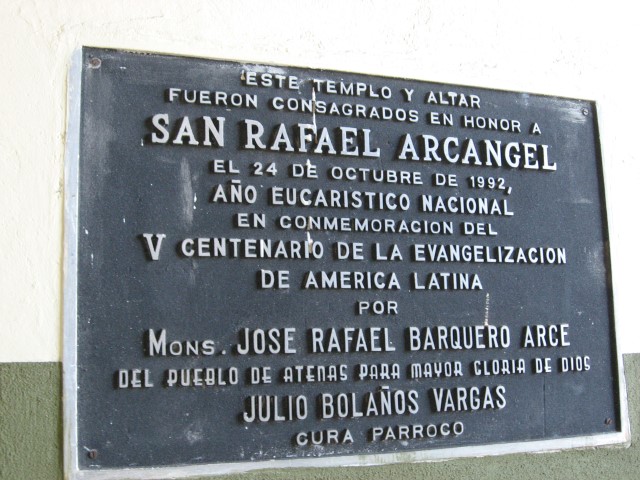 ESTE TEMPLO Y ALTAR
FUERON CONSAGRADOS EN HONOR A
SAN RAFAEL ARCANGEL
EL 24 DE OCTUBRE DE 1992,
AÑO EUCARISTICO NACIONAL
EN CONMEMORACION DEL
V CENTENARIO DE LA EVANGELIZACION
DE AMERICA LATINA
POR
MONS. JOSE RAFAEL BARQUERO ARCE
DEL PUEBLO DE ATENAS PARA MAYOR GLORIA DE DIOS
JULIO BOLAÑOS VARGAS
CURA PARROCO